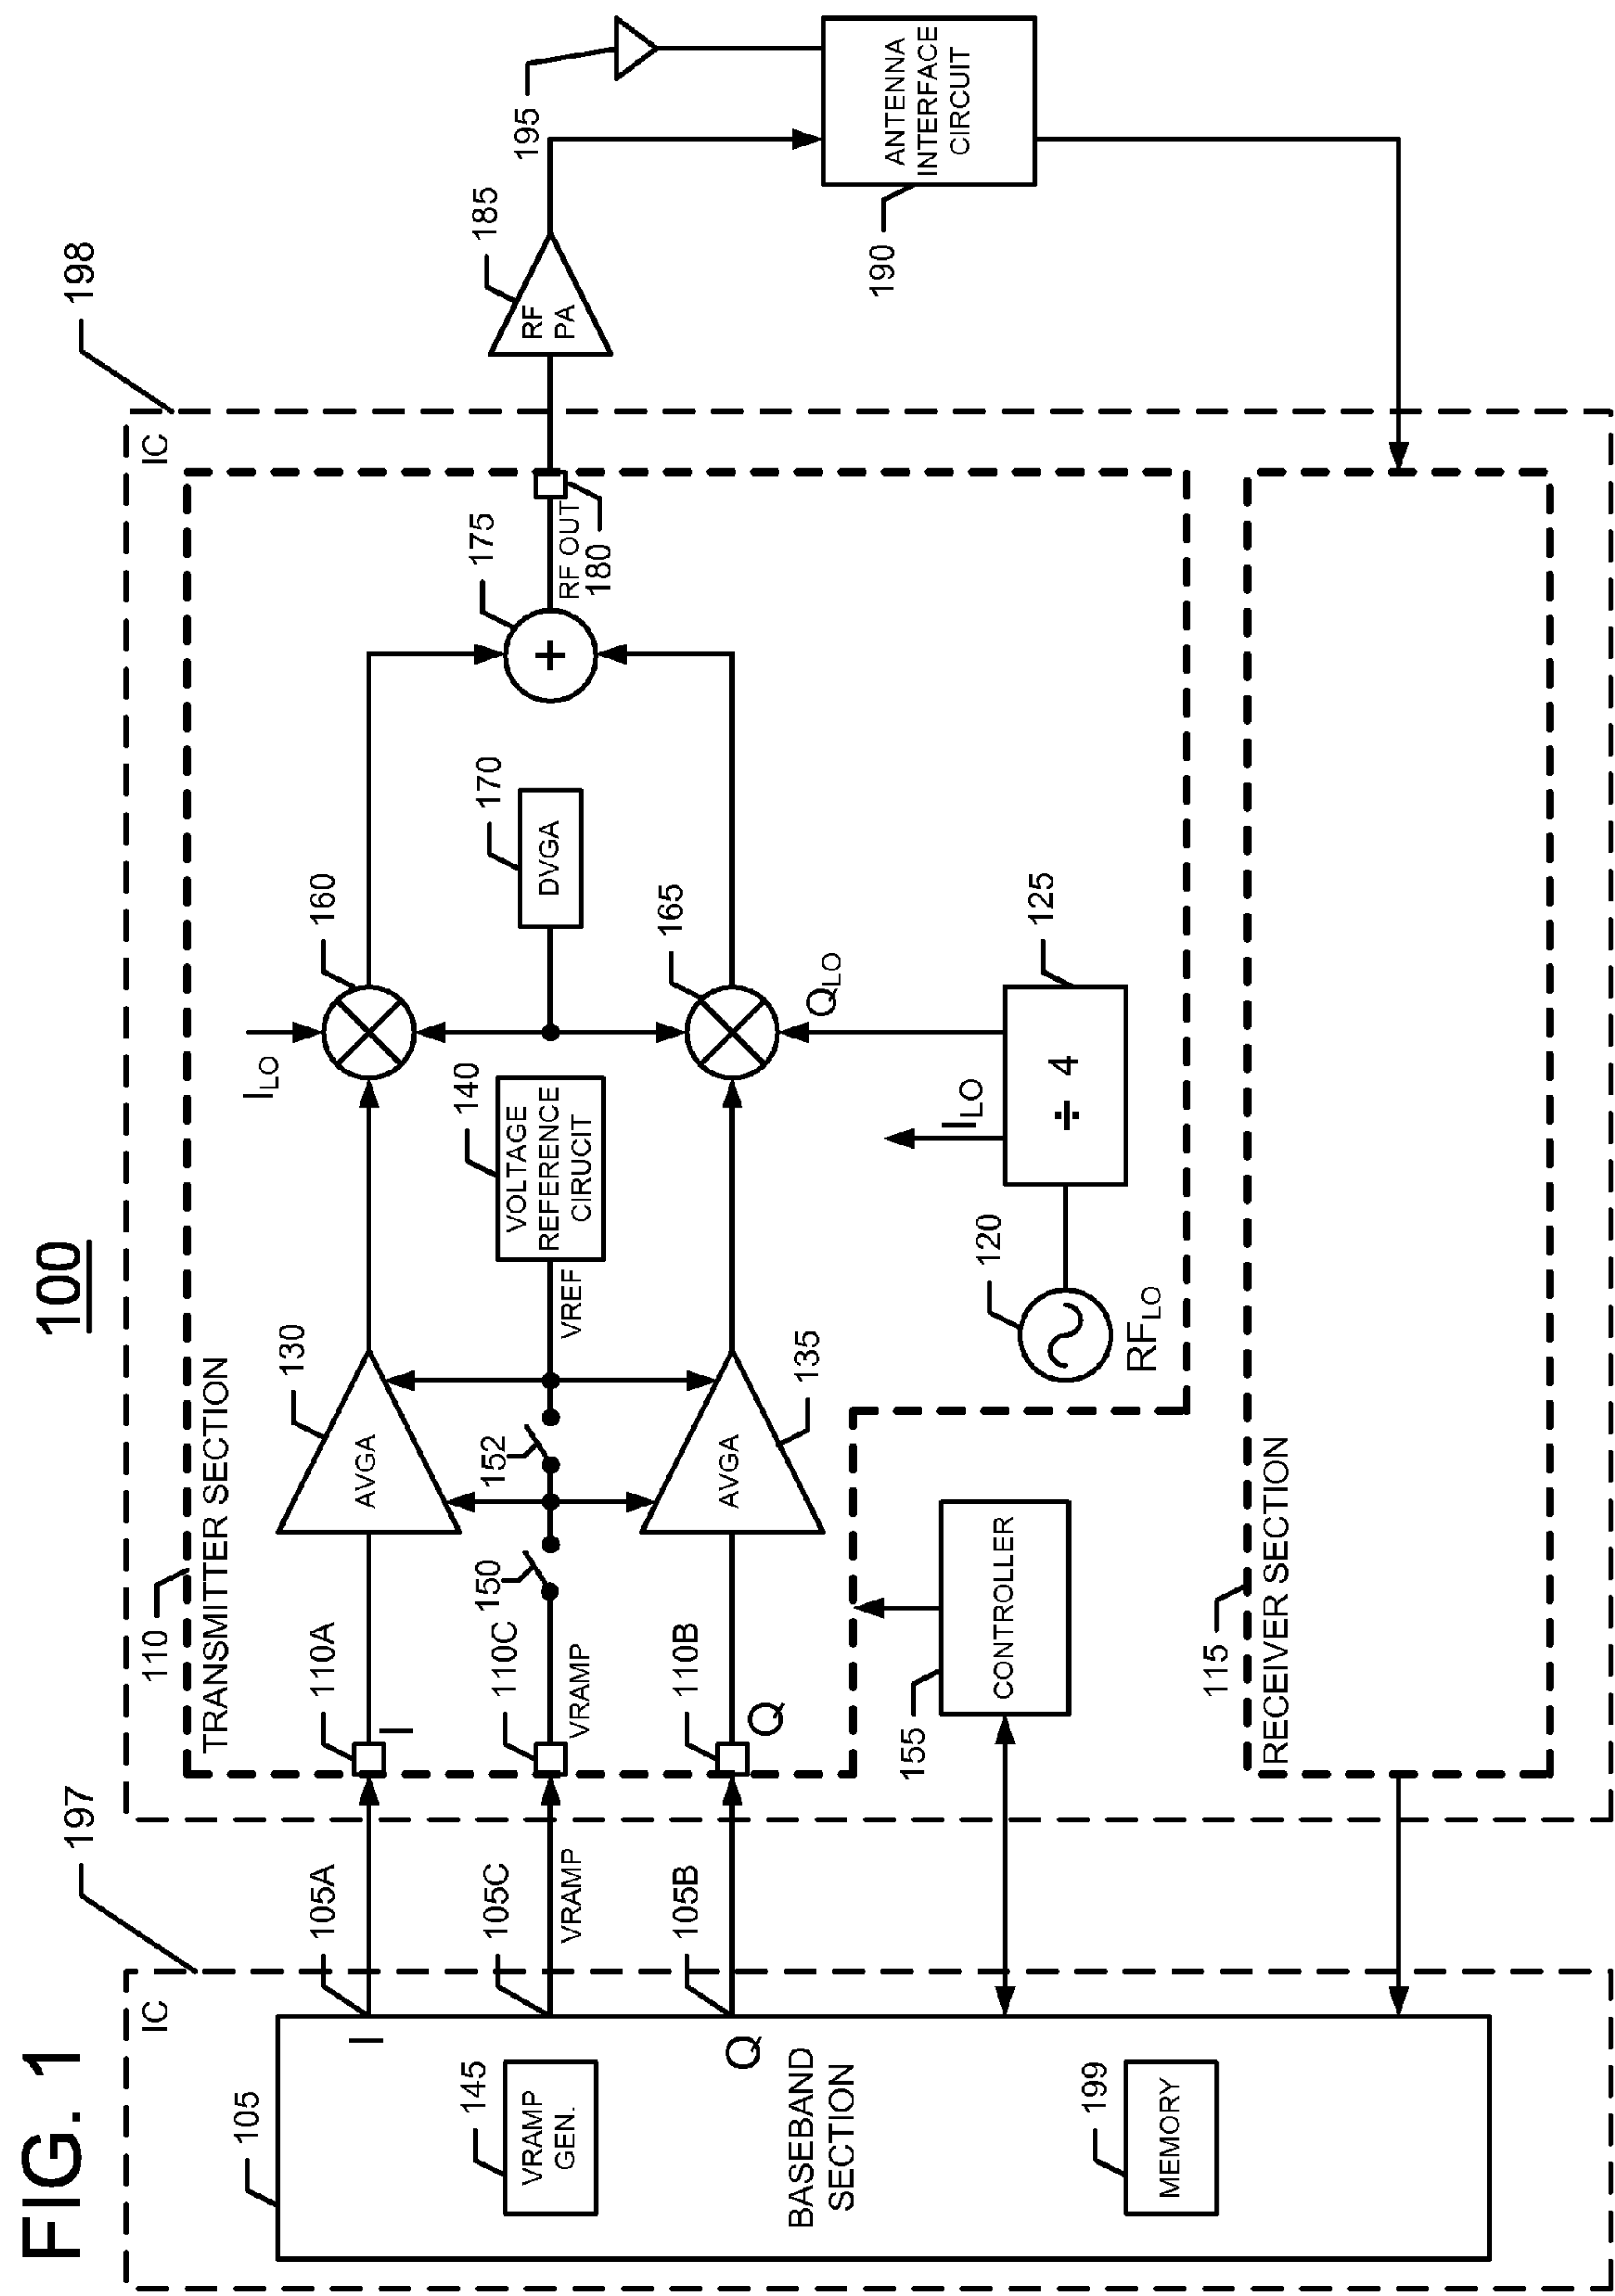 FIG. 1
100
197
198
IC
IC
105
I
105A
VRAMP
GEN.
145
105C
VRAMP
Q
105B
BASEBAND
SECTION
MEMORY
199
110
TRANSMITTER SECTION
110A
I
110C
VRAMP
110B
Q
150
152
AVGA
130
AVGA
135
VREF
VOLTAGE
REFERENCE
CIRUCIT
140
ILO
160
165
QLO
DVGA
170
+
175
RF OUT
180
RF
PA
185
195
ANTENNA
INTERFACE
CIRCUIT
190
120
RFLO
ILO
÷ 4
125
CONTROLLER
155
115
RECEIVER SECTION